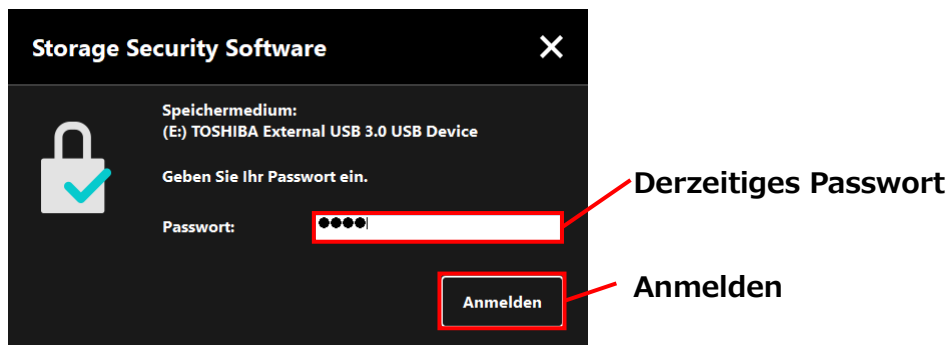 Storage Security Software
Speichermedium:
(E:) TOSHIBA External USB 3.0 USB Device
Geben Sie Ihr Passwort ein.
Derzeitiges Passwort
Passwort: ●●●●
Anmelden
Anmelden